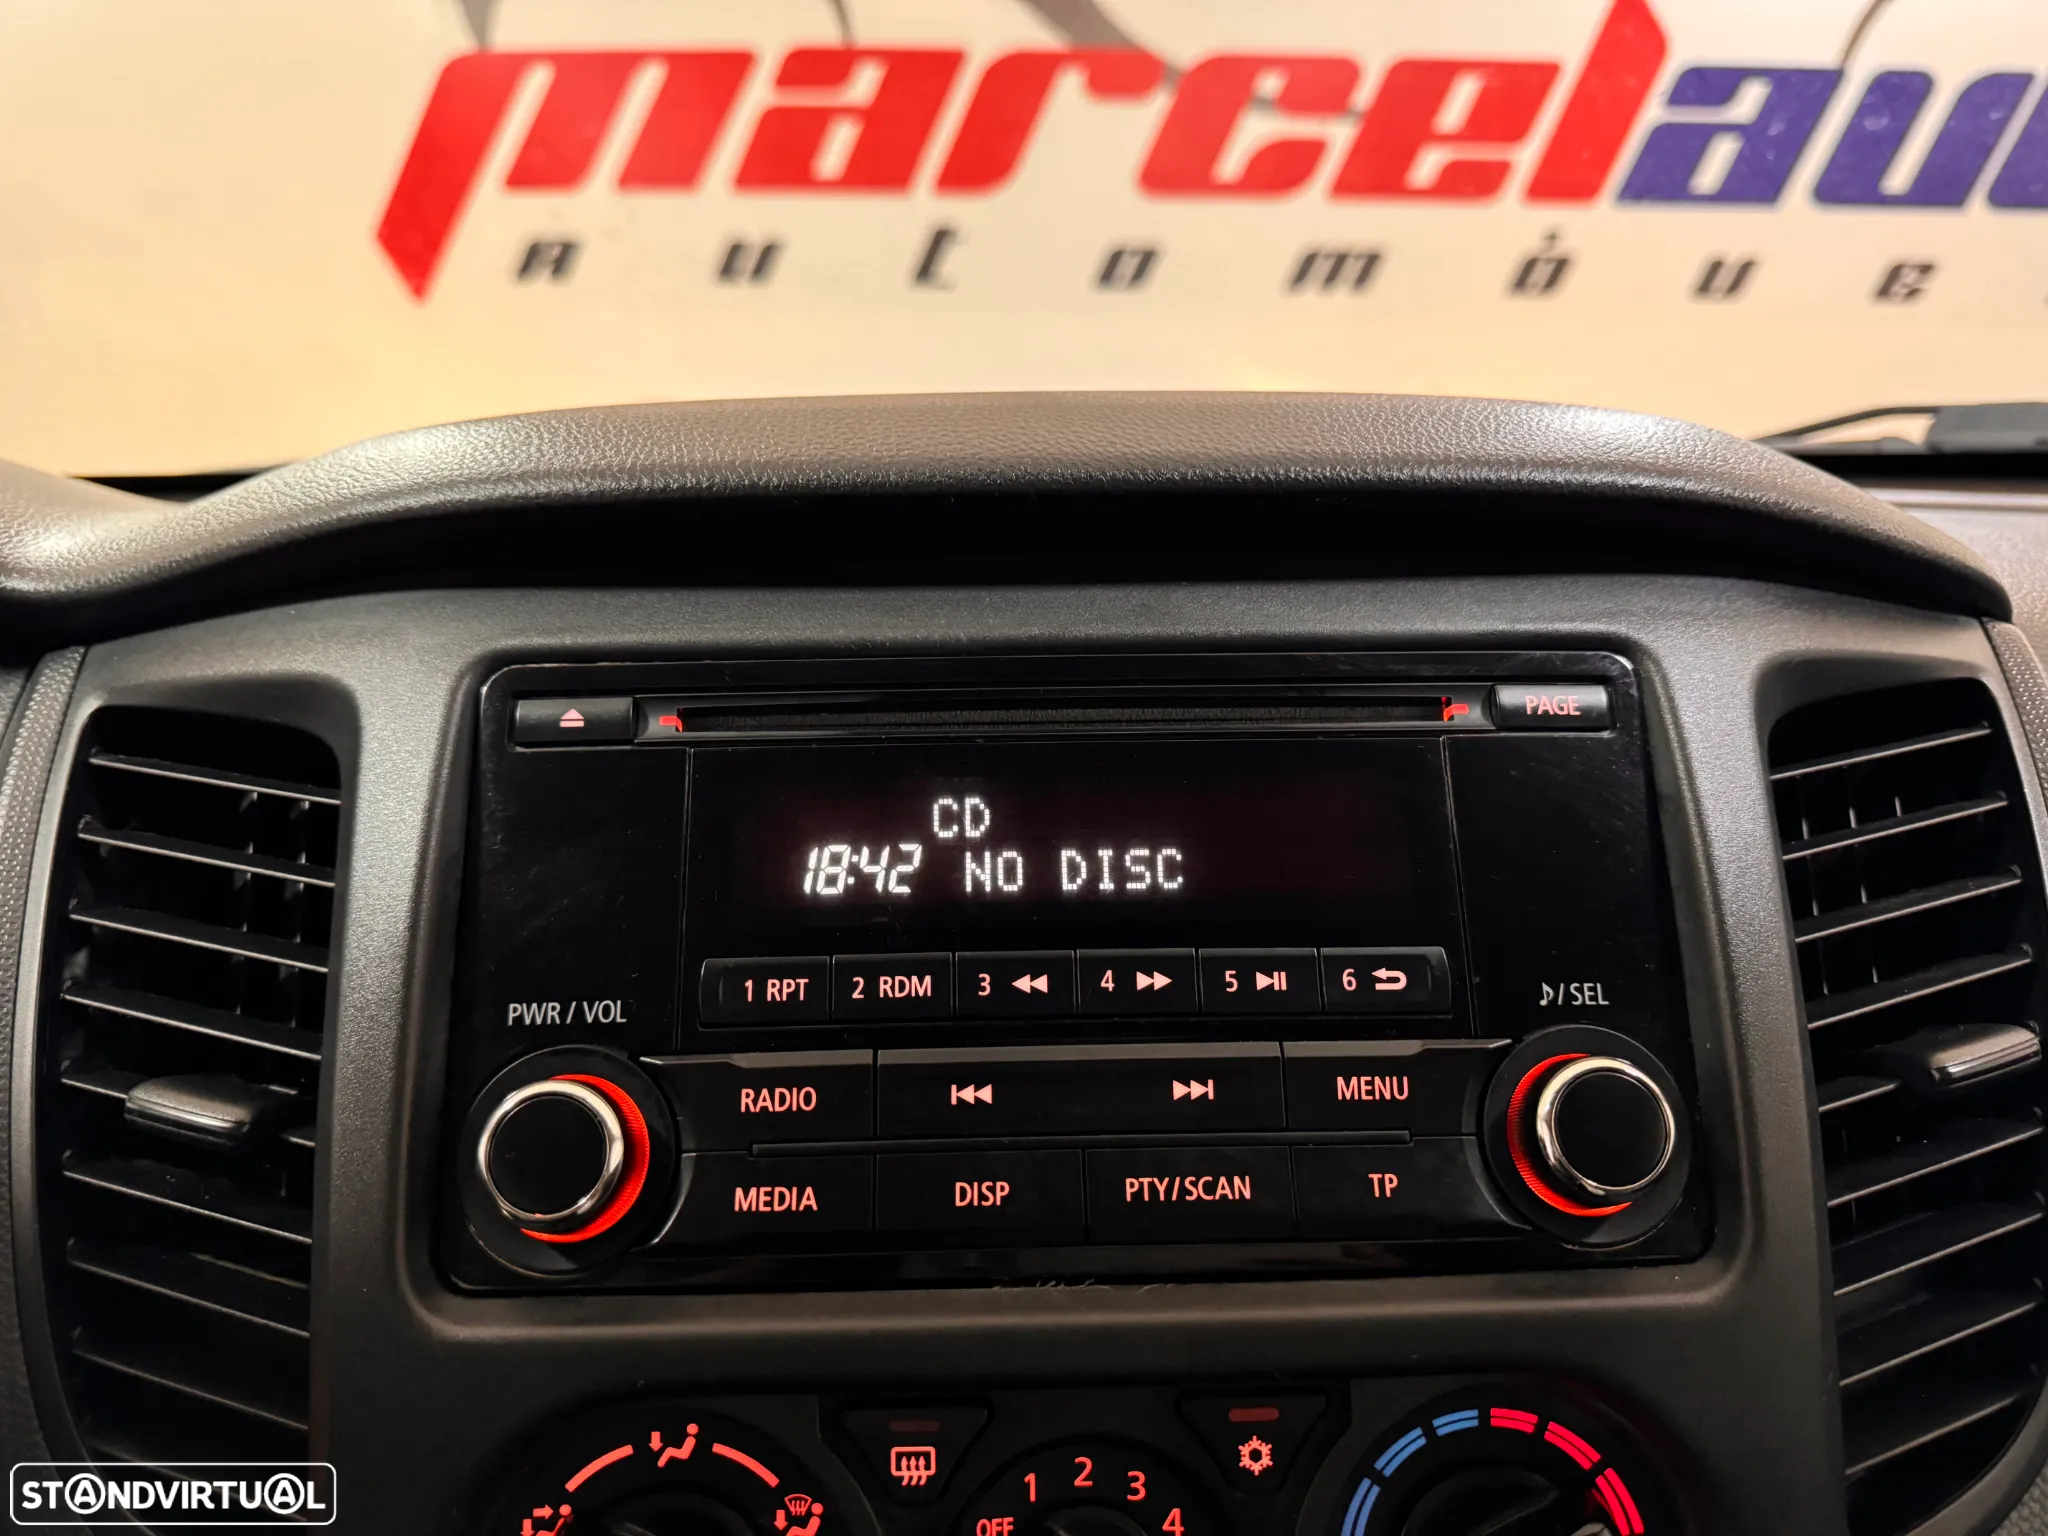 marcelau
automóve
PAGE
CD
18:42 NO DISC
1 RPT 2 RDM 3 4 5 6
PWR / VOL
♪/ SEL
RADIO MENU
MEDIA DISP PTY/SCAN TP
OFF 1 2 3 4
STANDVIRTUAL